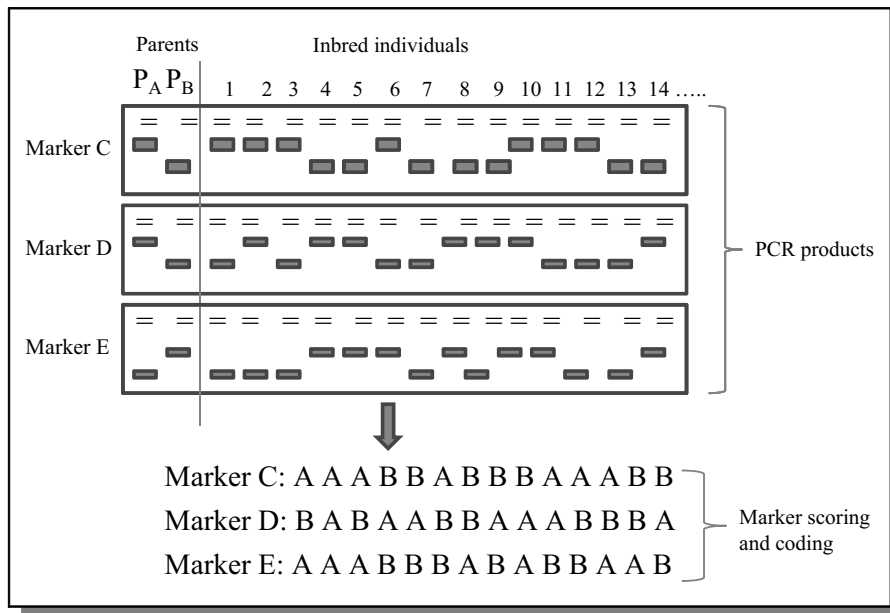 Parents Inbred individuals
PA PB 1 2 3 4 5 6 7 8 9 10 11 12 13 14 .....
Marker C
Marker D
PCR products
Marker E
Marker C: A A A B B A B B B A A A B B
Marker D: B A B A A B B A A A B B B A
Marker scoring
and coding
Marker E: A A A B B B A B A B B A A B